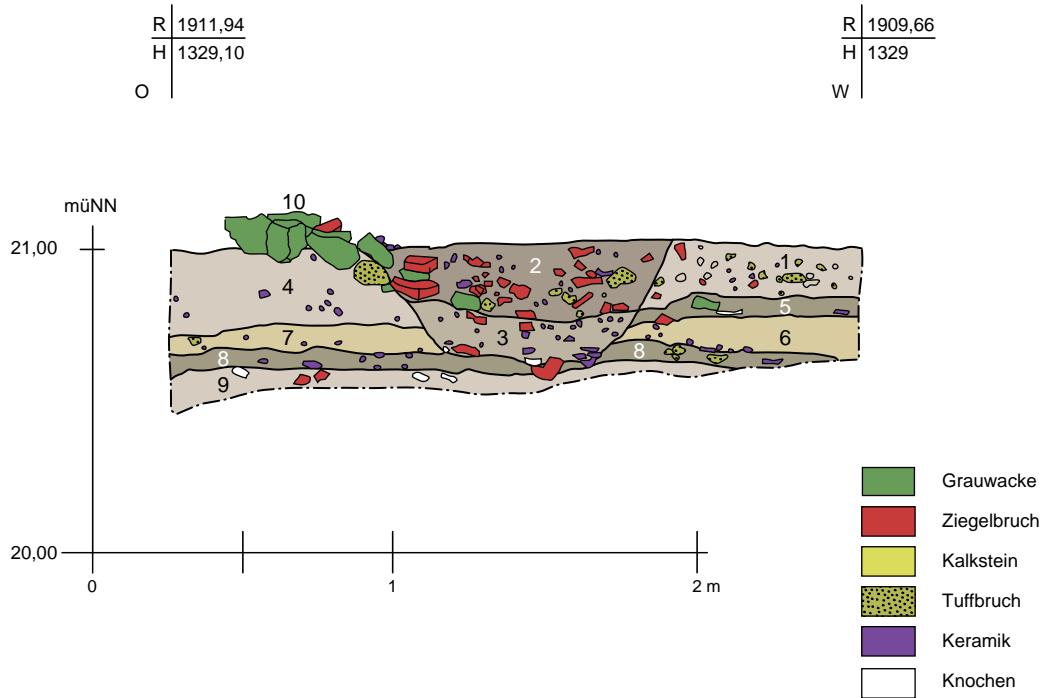 R 1911,94
H 1329,10
O
R 1909,66
H 1329
W
müNN
21,00
10
1
2
4
5
3
7
6
8
8
9
20,00
0
1
2 m
Grauwacke
Ziegelbruch
Kalkstein
Tuffbruch
Keramik
Knochen